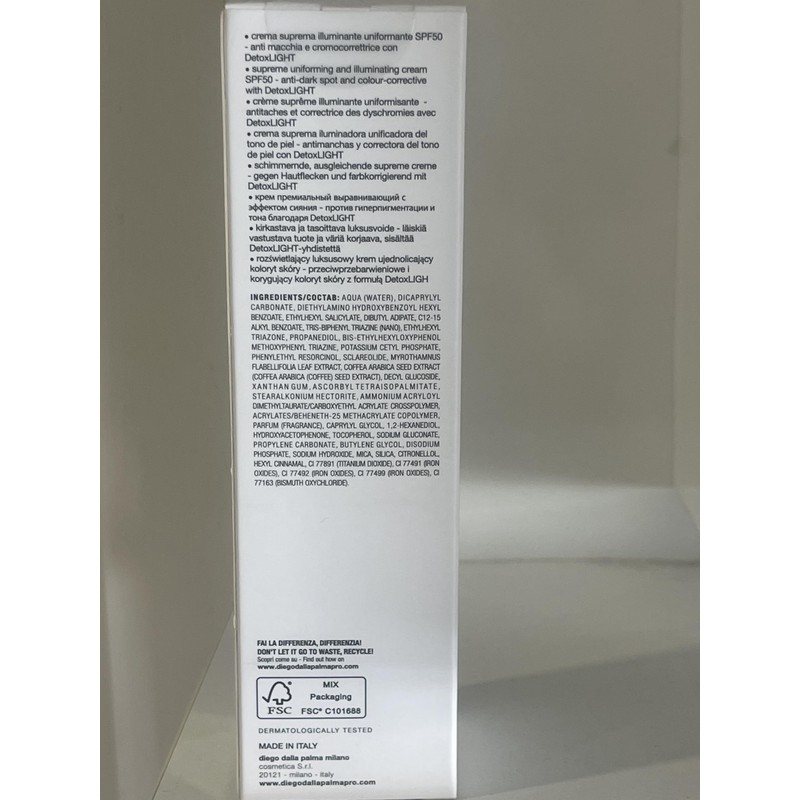 • crema suprema illuminante uniformante SPF50
- anti macchia e cromocorrettrice con
DetoxLIGHT
• supreme uniforming and illuminating cream
SPF50 - anti-dark spot and colour-corrective
with DetoxLIGHT
• crème suprême illuminante uniformisante -
antitaches et correctrice des dyschromies avec
DetoxLIGHT
• crema suprema iluminadora unificadora del
tono de piel - antimanchas y correctora del tono
de piel con DetoxLIGHT
• schimmernde, ausgleichende supreme creme
- gegen Hautflecken und farbkorrigierend mit
DetoxLIGHT
• крем премиальный выравнивающий с
эффектом сияния - против гиперпигментации и
тона благодаря DetoxLIGHT
• kirkastava ja tasoittava luksusvoide - läiskiä
vastustava tuote ja väriä korjaava, sisältää
DetoxLIGHT-yhdistettä
• rozświetlający luksusowy krem ujednolicający
koloryt skóry - przeciwprzebarwieniowe i
korygujący koloryt skóry z formułą DetoxLIGH
INGREDIENTS/СОСТАВ: AQUA (WATER), DICAPRYLYL
CARBONATE, DIETHYLAMINO HYDROXYBENZOYL HEXYL
BENZOATE, ETHYLHEXYL SALICYLATE, DIBUTYL ADIPATE, C12-15
ALKYL BENZOATE, TRIS-BIPHENYL TRIAZINE (NANO), ETHYLHEXYL
TRIAZONE, PROPANEDIOL, BIS-ETHYLHEXYLOXYPHENOL
METHOXYPHENYL TRIAZINE, POTASSIUM CETYL PHOSPHATE,
PHENYLETHYL RESORCINOL, SCLAREOLIDE, MYROTHAMNUS
FLABELLIFOLIA LEAF EXTRACT, COFFEA ARABICA SEED EXTRACT
(COFFEA ARABICA (COFFEE) SEED EXTRACT), DECYL GLUCOSIDE,
XANTHAN GUM, ASCORBYL TETRAISOPALMITATE,
STEARALKONIUM HECTORITE, AMMONIUM ACRYLOYL
DIMETHYLTAURATE/CARBOXYETHYL ACRYLATE CROSSPOLYMER,
ACRYLATES/BEHENETH-25 METHACRYLATE COPOLYMER,
PARFUM (FRAGRANCE), CAPRYLYL GLYCOL, 1,2-HEXANEDIOL,
HYDROXYACETOPHENONE, TOCOPHEROL, SODIUM GLUCONATE,
PROPYLENE CARBONATE, BUTYLENE GLYCOL, DISODIUM
PHOSPHATE, SODIUM HYDROXIDE, MICA, SILICA, CITRONELLOL,
HEXYL CINNAMAL, CI 77891 (TITANIUM DIOXIDE), CI 77491 (IRON
OXIDES), CI 77492 (IRON OXIDES), CI 77499 (IRON OXIDES), CI
77163 (BISMUTH OXYCHLORIDE).
FAI LA DIFFERENZA, DIFFERENZIA!
DON'T LET IT GO TO WASTE, RECYCLE!
Scopri come su - Find out how on
www.diegodallapalmapro.com
MIX
Packaging
FSC FSC® C101688
DERMATOLOGICALLY TESTED
MADE IN ITALY
diego dalla palma milano
cosmetica S.r.l.
20121 - milano - italy
www.diegodallapalmapro.com